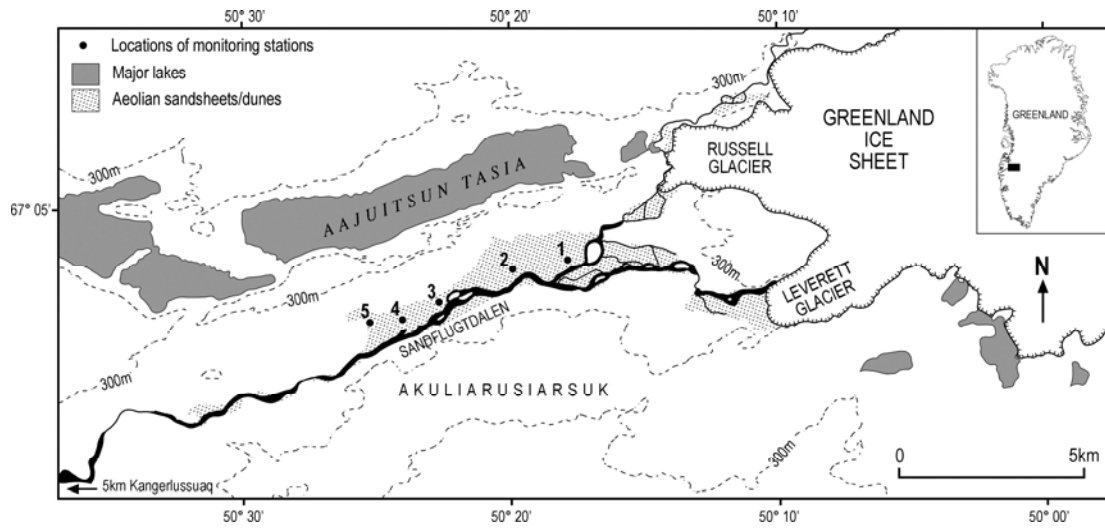 50° 30'
50° 20'
50° 10'
Locations of monitoring stations
Major lakes
Aeolian sandsheets/dunes
300m
GREENLAND
ICE
SHEET
GREENLAND
RUSSELL
GLACIER
300m
AAJUITSUN TASIA
67° 05'
1
2
300m
3
LEVERETT
GLACIER
N
5
4
SANDFLUGTDALEN
300m
300m
AKULIARUSIARSUK
300m
0
5km
5km Kangerlussuaq
50° 30'
50° 20'
50° 10'
50° 00'